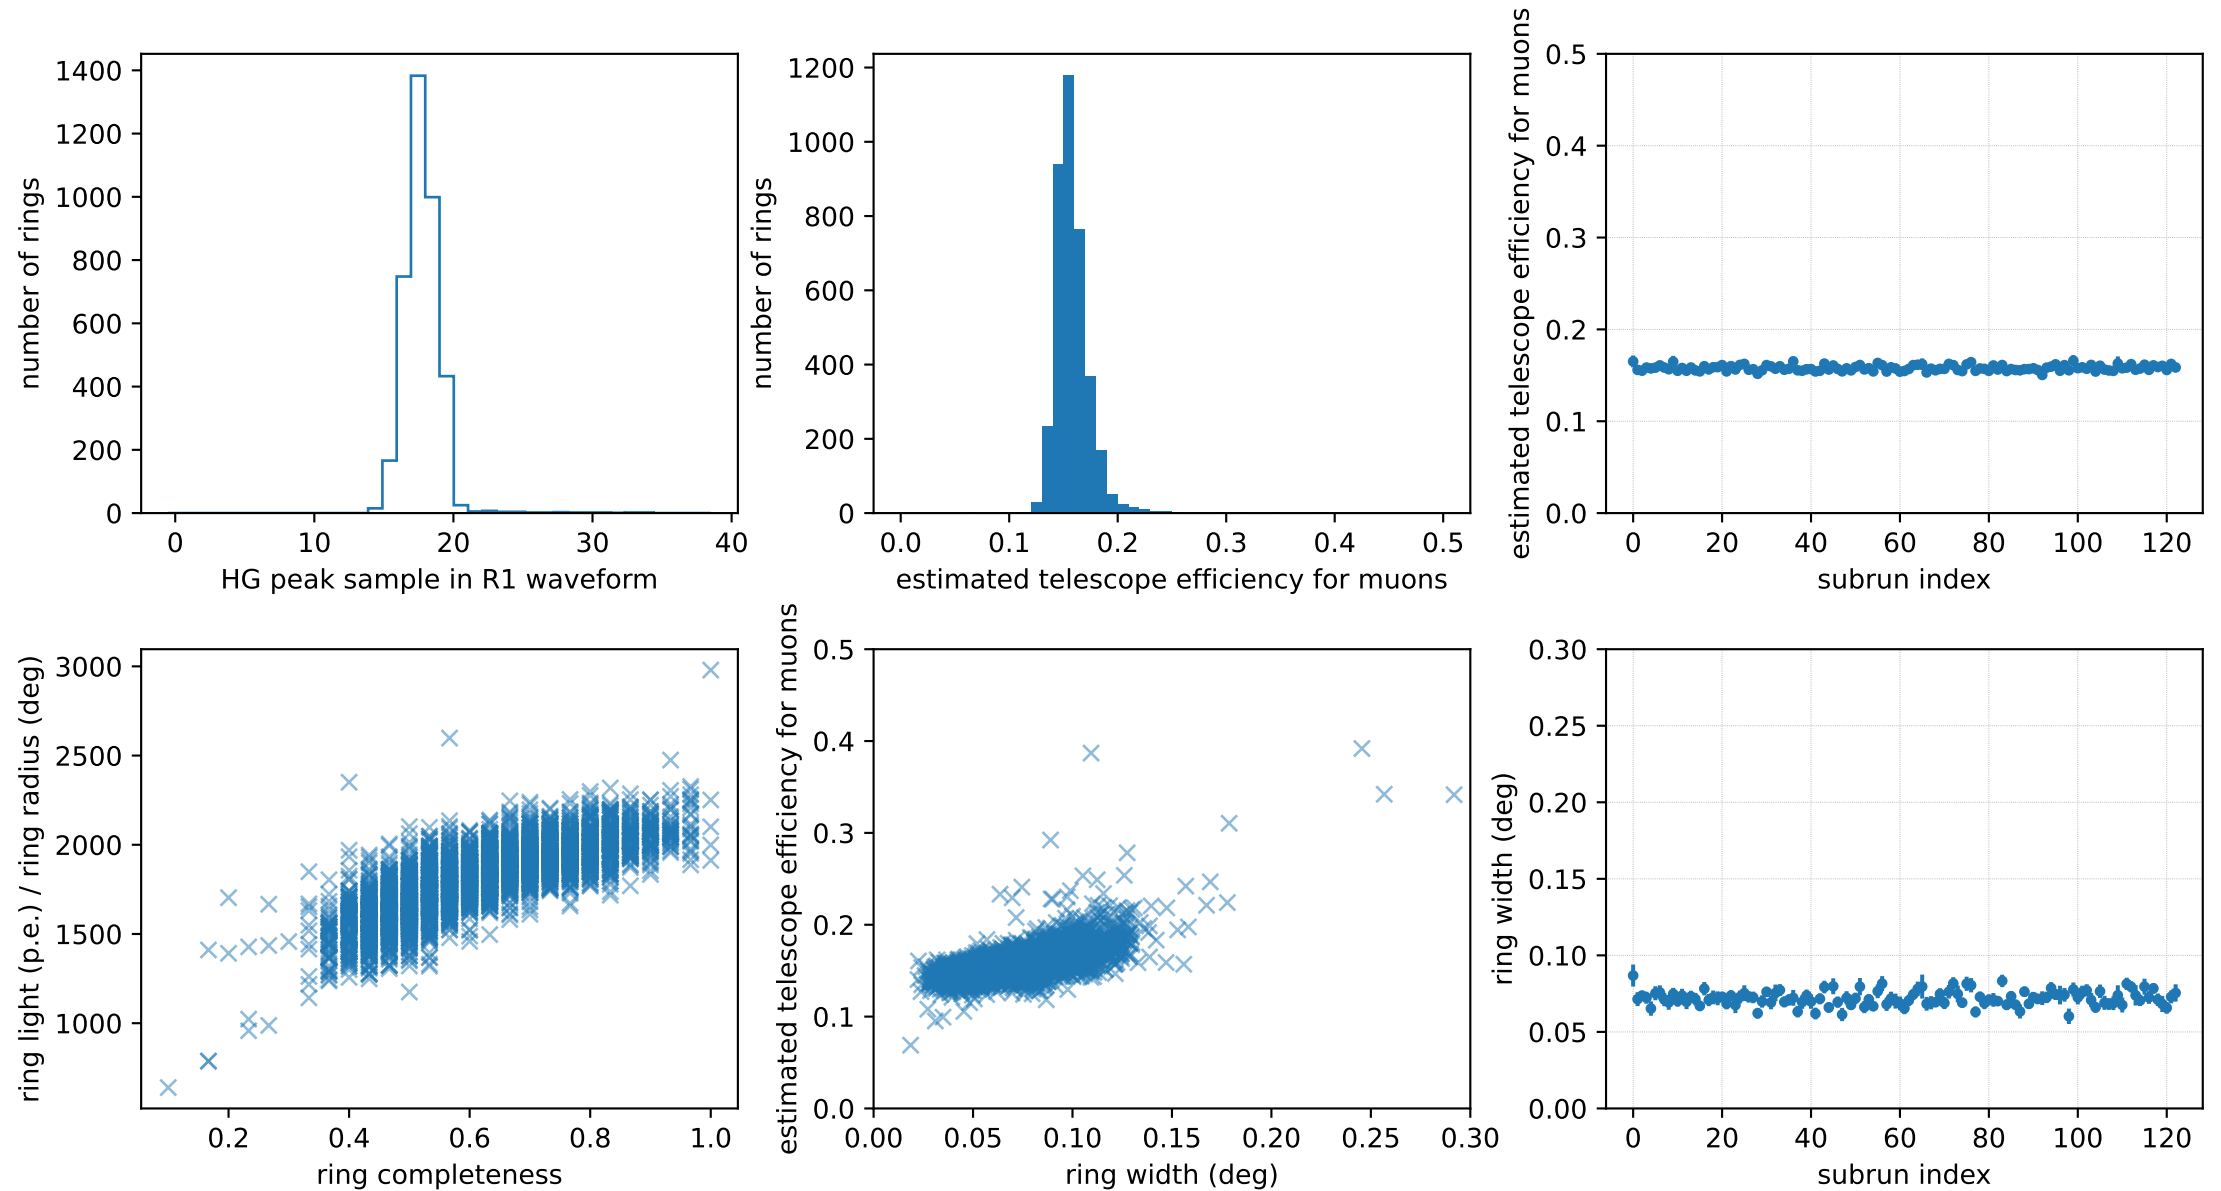 1400
1200
1000
800
600
400
200
0
number of rings
0 10 20 30 40
HG peak sample in R1 waveform
1200
1000
800
600
400
200
0
number of rings
0.0 0.1 0.2 0.3 0.4 0.5
estimated telescope efficiency for muons
0.5
0.4
0.3
0.2
0.1
0.0
estimated telescope efficiency for muons
0 20 40 60 80 100 120
subrun index
3000
2500
2000
1500
1000
ring light (p.e.) / ring radius (deg)
0.2 0.4 0.6 0.8 1.0
ring completeness
0.5
0.4
0.3
0.2
0.1
0.0
estimated telescope efficiency for muons
0.00 0.05 0.10 0.15 0.20 0.25 0.30
ring width (deg)
0.30
0.25
0.20
0.15
0.10
0.05
0.00
ring width (deg)
0 20 40 60 80 100 120
subrun index